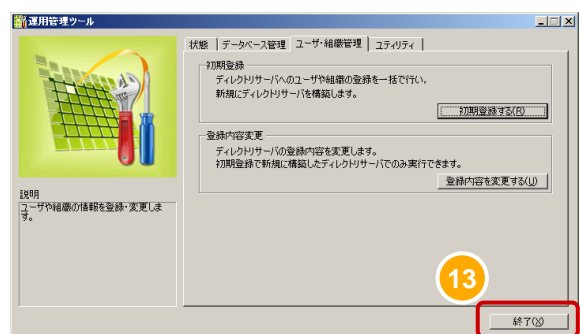 運用管理ツール
状態 データベース管理 ユーザ・組織管理 ユティリティ
初期登録
ディレクトリサーバへのユーザや組織の登録を一括で行い、
新規にディレクトリサーバを構築します。
初期登録する(R)
登録内容変更
ディレクトリサーバの登録内容を変更します。
初期登録で新規に構築したディレクトリサーバでのみ実行できます。
登録内容を変更する(U)
説明
ユーザや組織の情報を登録・変更しま
す。
13
終了(X)